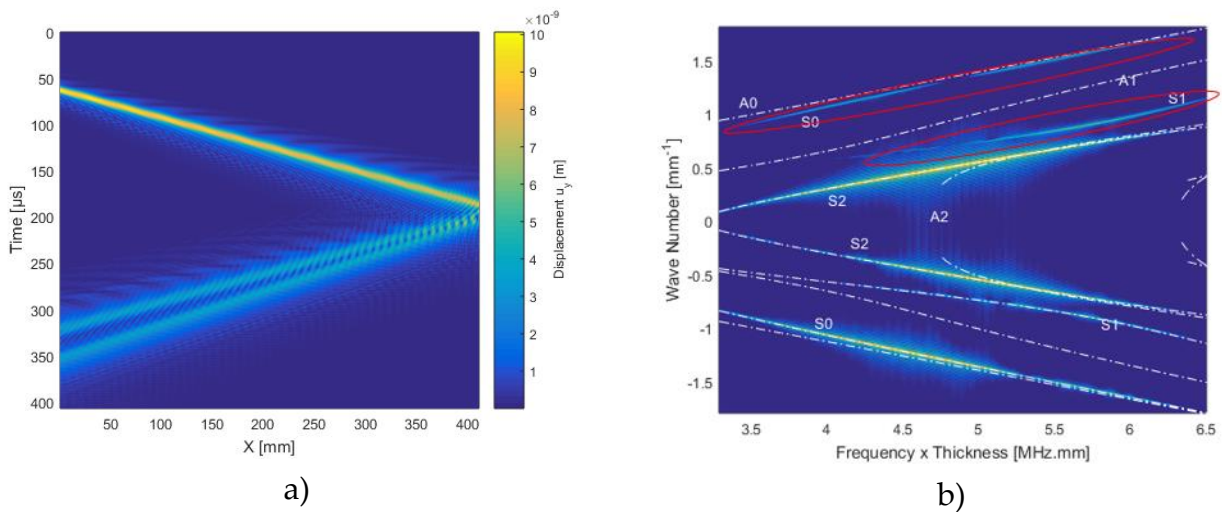 × 10⁻⁹
0
50
100
150
200
250
300
350
400
Time [µs]
50 100 150 200 250 300 350 400
X [mm]
10
9
8
7
6
5
4
3
2
1
Displacement u_y [m]
a)
1.5
1
0.5
0
-0.5
-1
-1.5
Wave Number [mm⁻¹]
A0
S0
A1
S1
S2
A2
S2
S1
S0
3.5 4 4.5 5 5.5 6 6.5
Frequency x Thickness [MHz.mm]
b)